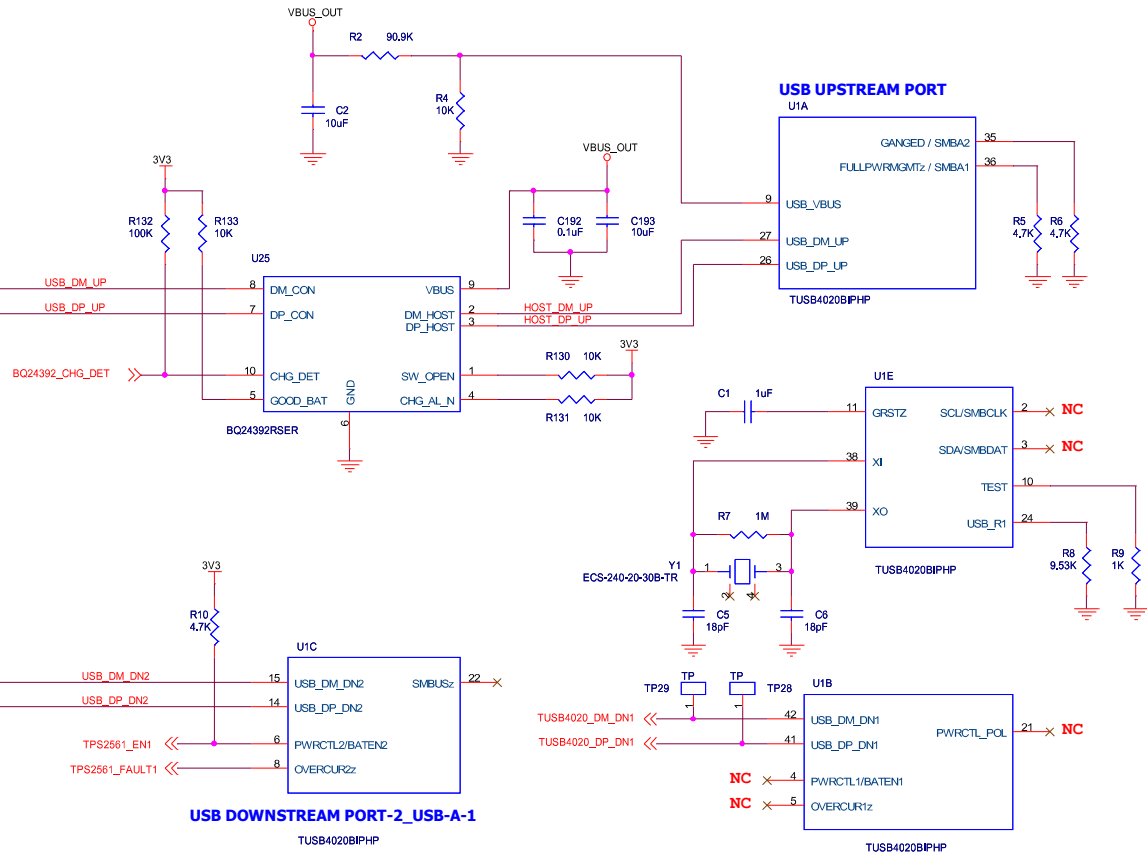 VBUS_OUT
R2 90.9K
C2
10uF
R4
10K
USB UPSTREAM PORT
U1A
GANGED / SMBA2 35
FULLPWRMGMTz / SMBA1 36
9 USB_VBUS
27 USB_DM_UP
26 USB_DP_UP
TUSB4020BIPHP
R5
4.7K
R6
4.7K
3V3
R132
100K
R133
10K
VBUS_OUT
C192
0.1uF
C193
10uF
U25
USB_DM_UP 8 DM_CON
USB_DP_UP 7 DP_CON
BQ24392_CHG_DET 10 CHG_DET
5 GOOD_BAT
GND
6
VBUS 9
DM_HOST 2 HOST_DM_UP
DP_HOST 3 HOST_DP_UP
SW_OPEN 1
CHG_AL_N 4
BQ24392RSER
R130 10K
3V3
R131 10K
U1E
C1 1uF
11 GRSTZ
38 XI
39 XO
SCL/SMBCLK 2 NC
SDA/SMBDAT 3 NC
TEST 10
USB_R1 24
TUSB4020BIPHP
R8
9.53K
R9
1K
R7 1M
Y1
ECS-240-20-30B-TR
1 3
2 4
C5
18pF
C6
18pF
3V3
R10
4.7K
U1C
USB_DM_DN2 15 USB_DM_DN2
USB_DP_DN2 14 USB_DP_DN2
TPS2561_EN1 6 PWRCTL2/BATEN2
TPS2561_FAULT1 8 OVERCUR2z
SMBUSz 22
USB DOWNSTREAM PORT-2_USB-A-1
TUSB4020BIPHP
TP29 TP
1
TP TP28
1
U1B
TUSB4020_DM_DN1 42 USB_DM_DN1
TUSB4020_DP_DN1 41 USB_DP_DN1
NC 4 PWRCTL1/BATEN1
NC 5 OVERCUR1z
PWRCTL_POL 21 NC
TUSB4020BIPHP